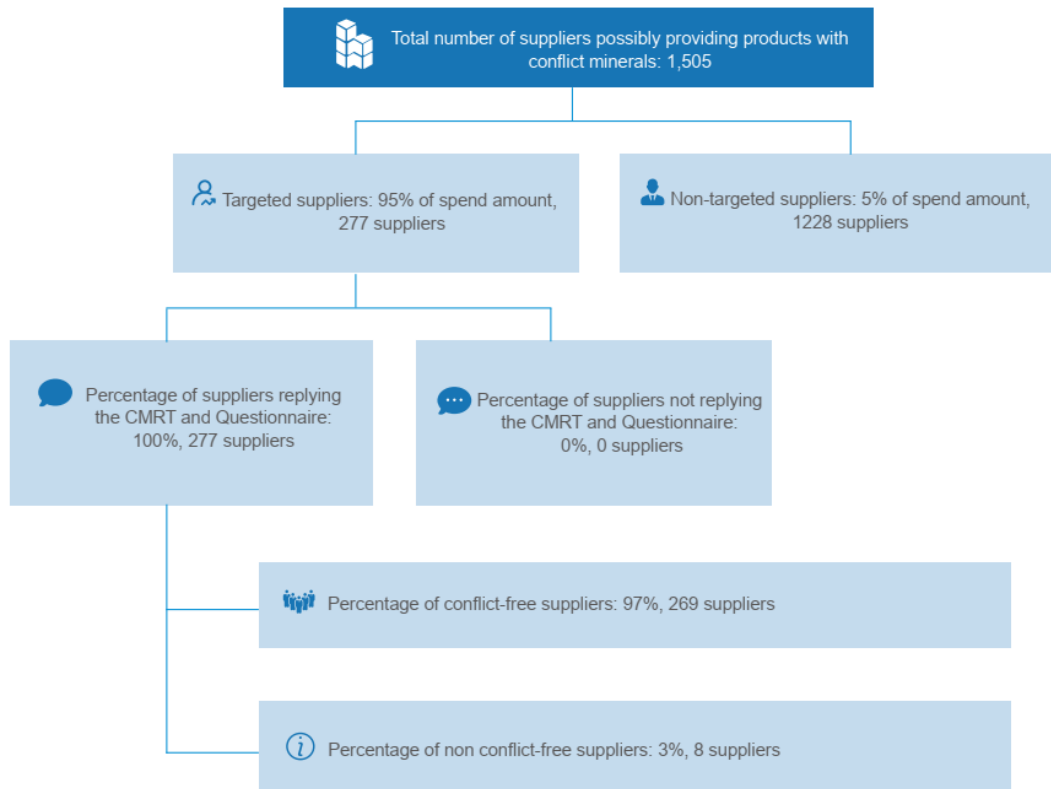 Total number of suppliers possibly providing products with
conflict minerals: 1,505
Targeted suppliers: 95% of spend amount,
277 suppliers
Non-targeted suppliers: 5% of spend amount,
1228 suppliers
Percentage of suppliers replying
the CMRT and Questionnaire:
100%, 277 suppliers
Percentage of suppliers not replying
the CMRT and Questionnaire:
0%, 0 suppliers
Percentage of conflict-free suppliers: 97%, 269 suppliers
Percentage of non conflict-free suppliers: 3%, 8 suppliers